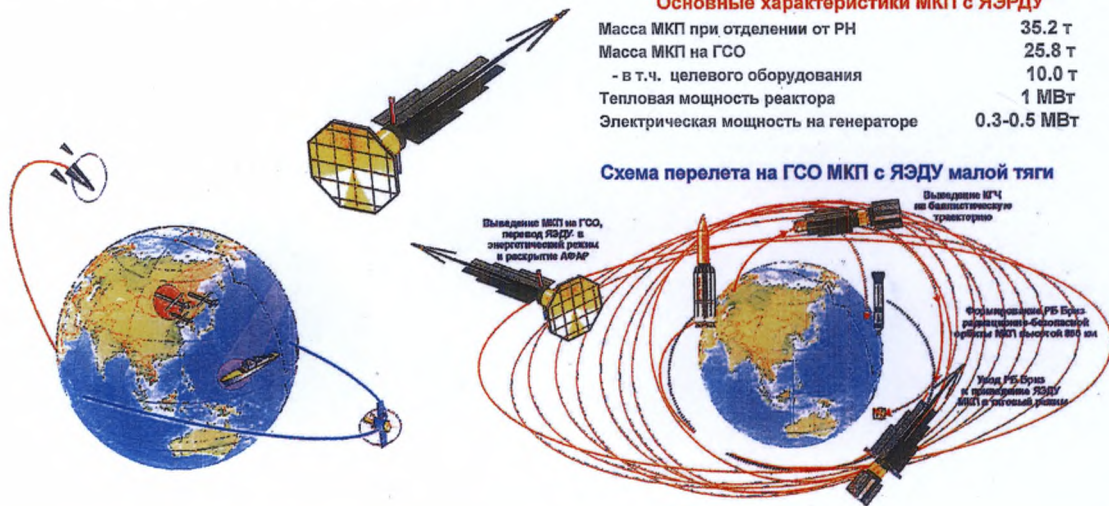 Основные характеристики МКП с ЯЭРДУ
Масса МКП при отделении от РН 35.2 т
Масса МКП на ГСО 25.8 т
- в т.ч. целевого оборудования 10.0 т
Тепловая мощность реактора 1 МВт
Электрическая мощность на генераторе 0.3-0.5 МВт
Схема перелета на ГСО МКП с ЯЭДУ малой тяги
Выведение МКП на ГСО,
перевод ЯЭДУ в
энергетический режим
и раскрытие АФАР
Выведение КГЧ
на баллистическую
траекторию
Формирование РБ Бриз
радиационно-безопасной
орбиты МКП высотой 800 км
Увод РБ Бриз
и приведение ЯЭДУ
МКП в тяговый режим